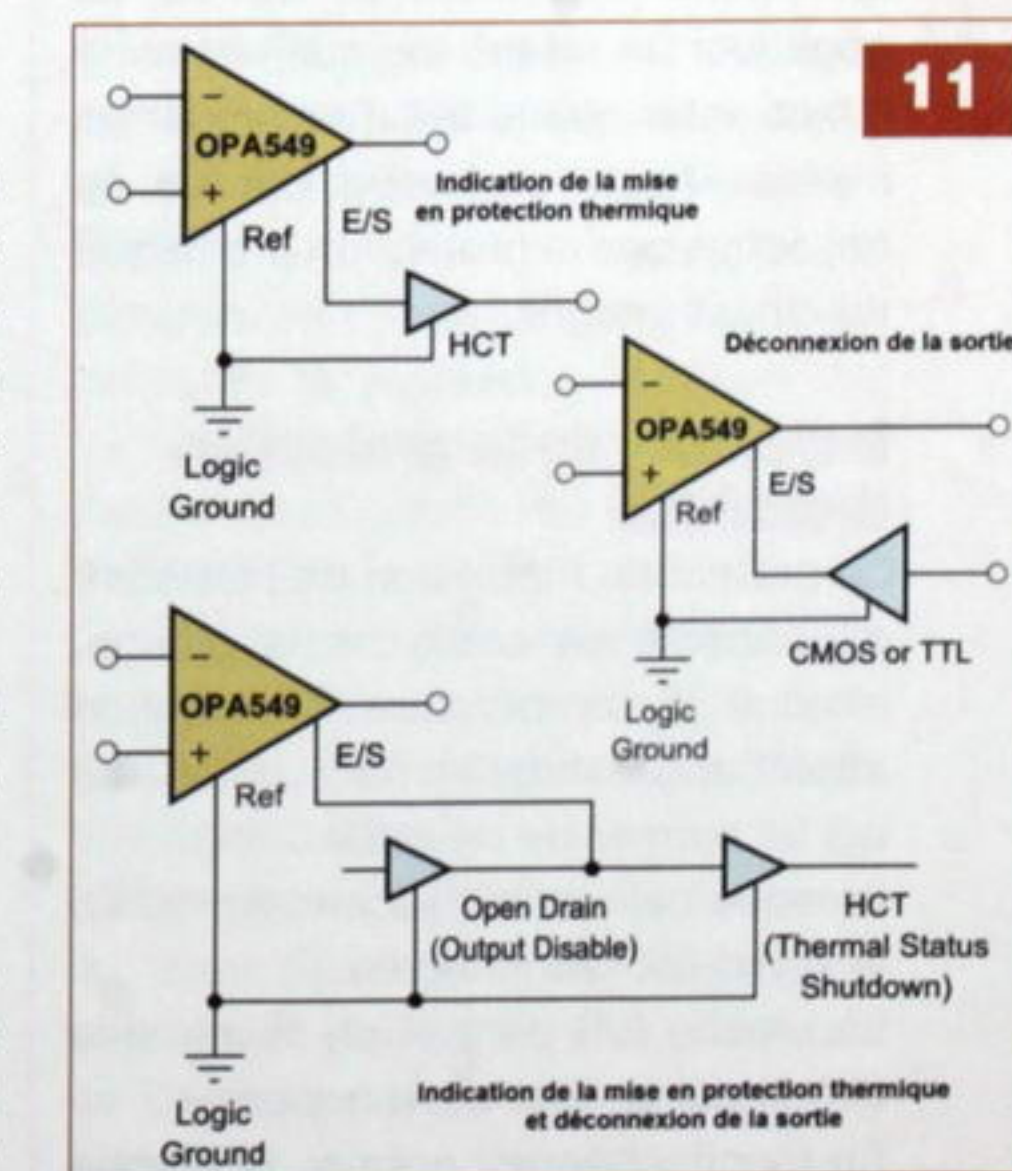 11
−
OPA549
+
Ref
E/S
Indication de la mise
en protection thermique
HCT
Logic
Ground
Déconnexion de la sortie
−
OPA549
+
Ref
E/S
CMOS or TTL
Logic
Ground
−
OPA549
+
Ref
E/S
Open Drain
(Output Disable)
HCT
(Thermal Status
Shutdown)
Logic
Ground
Indication de la mise en protection thermique
et déconnexion de la sortie